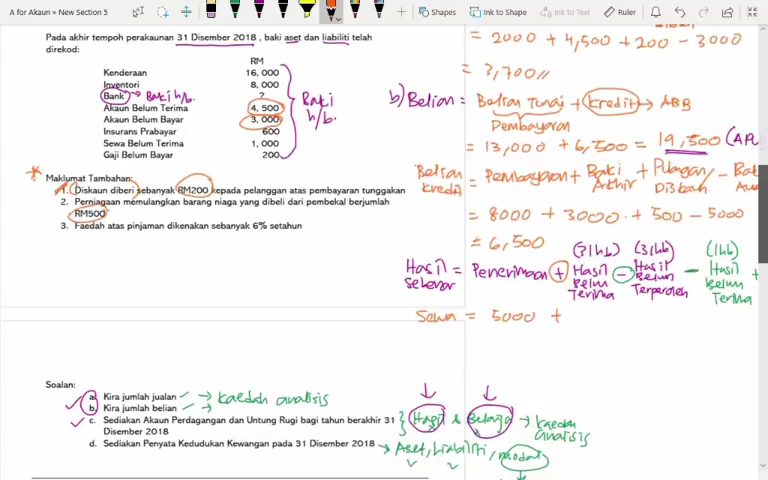 A for Akaun » New Section 5
Shapes
Ink to Shape
Ink to Text
Ruler
Pada akhir tempoh perakaunan 31 Disember 2018, baki aset dan liabiliti telah
direkod:
RM
Kenderaan 16, 000
Inventori 8, 000
Bank → Baki h/b. ?
Akaun Belum Terima 4, 500
Akaun Belum Bayar 3, 000
Insurans Prabayar 600
Sewa Belum Terima 1, 000
Gaji Belum Bayar 200
Baki
h/b.
* Maklumat Tambahan:
1. Diskaun diberi sebanyak RM200 kepada pelanggan atas pembayaran tunggakan
2. Perniagaan memulangkan barang niaga yang dibeli dari pembekal berjumlah
RM500
3. Faedah atas pinjaman dikenakan sebanyak 6% setahun
= 2000 + 4,500 + 200 - 3000
= 3,700//
b) Belian = Belian Tunai + Kredit → ABB
Pembayaran
= 13,000 + 6,500 = 19,500
Belian
Kredit = Pembayaran + Baki
Akhir + Pulangan/
Diskaun -
= 8000 + 3000 + 500 - 5000
= 6,500
(31hb) (31hb) (1hb)
Hasil
Sebenar = Penerimaan + Hasil
Belum
Terima - Hasil
Belum
Terperoleh - Hasil
Belum
Terima +
Sewa = 5000 +
Soalan:
a. Kira jumlah jualan → kaedah analisis
b. Kira jumlah belian →
c. Sediakan Akaun Perdagangan dan Untung Rugi bagi tahun berakhir 31
Disember 2018
} Hasil & Belanja → kaedah
analisis
d. Sediakan Penyata Kedudukan Kewangan pada 31 Disember 2018 → Aset, Liabiliti, modal